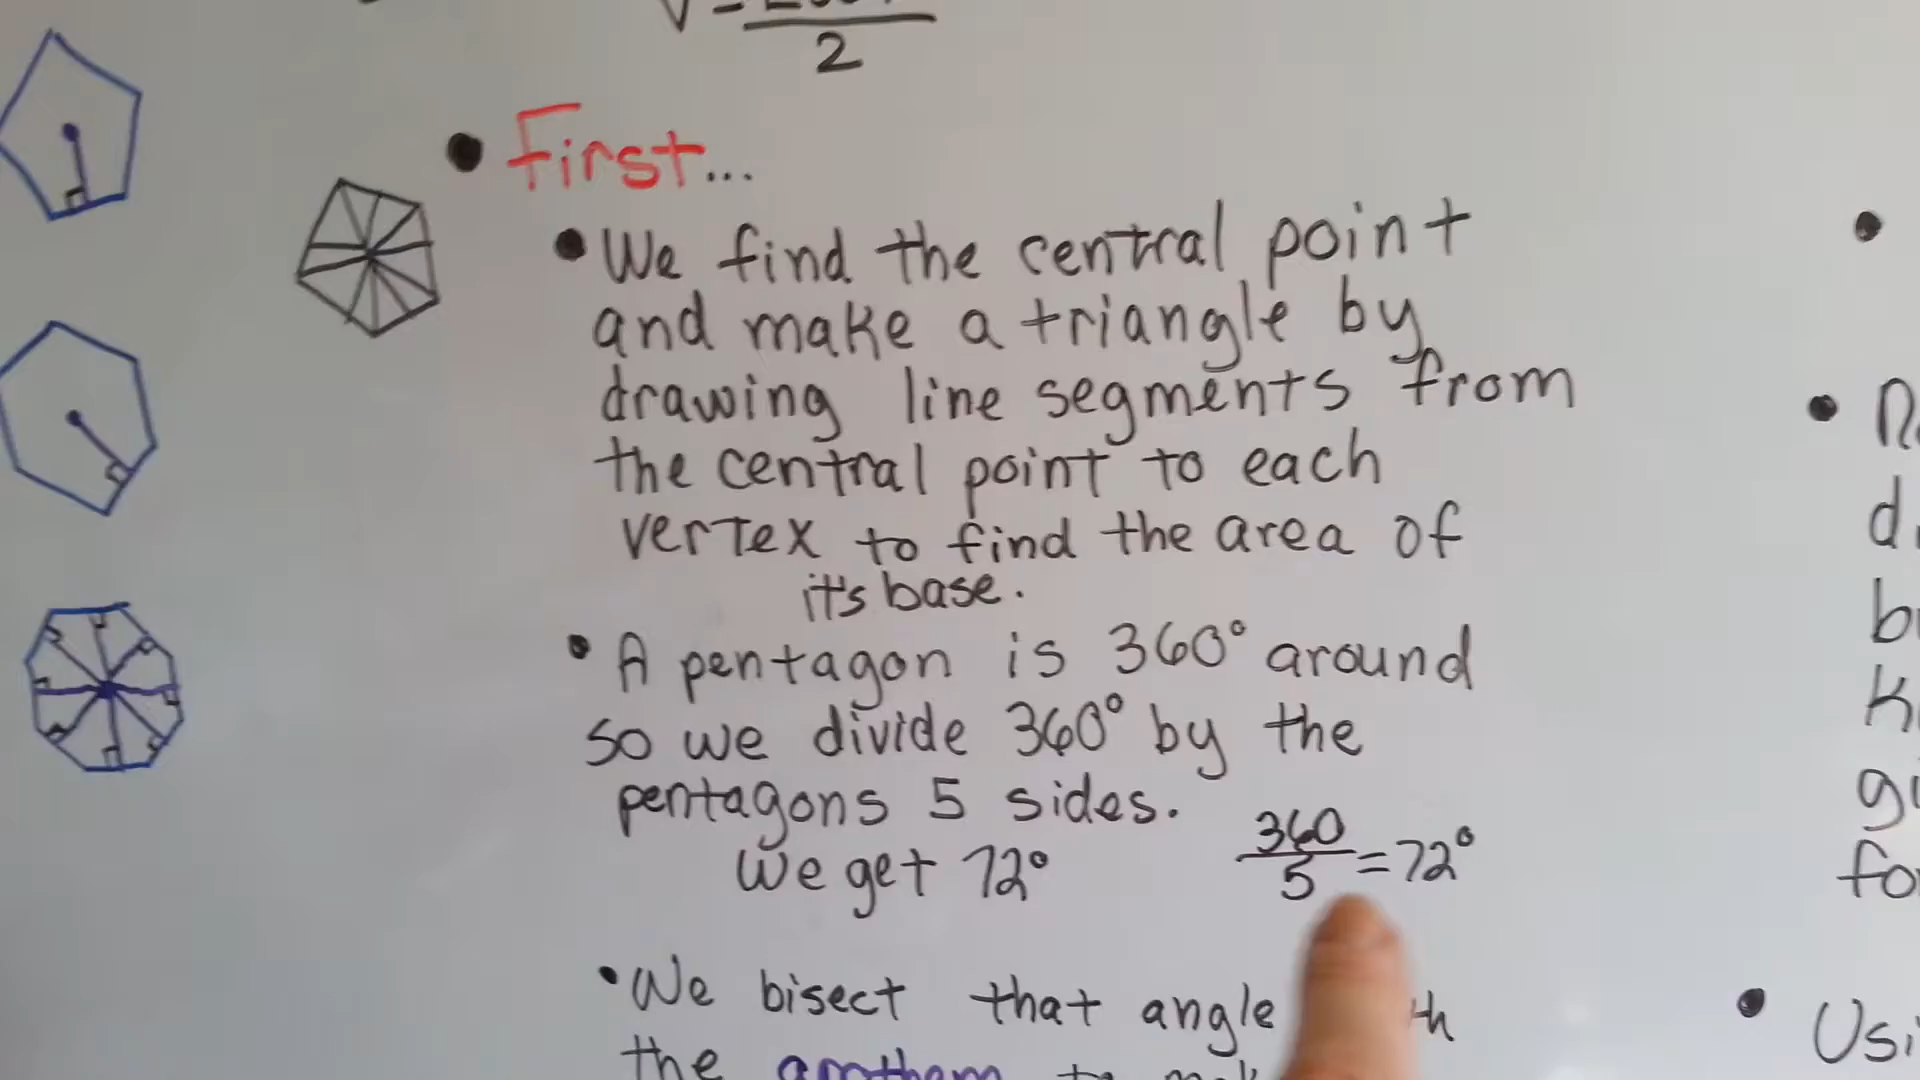 2
• First...
• We find the central point
and make a triangle by
drawing line segments from
the central point to each
vertex to find the area of
it's base.
• A pentagon is 360° around
so we divide 360° by the
pentagons 5 sides.
We get 72°
360
5
=72°
• We bisect that angle
the
to
•
•
•
Usi